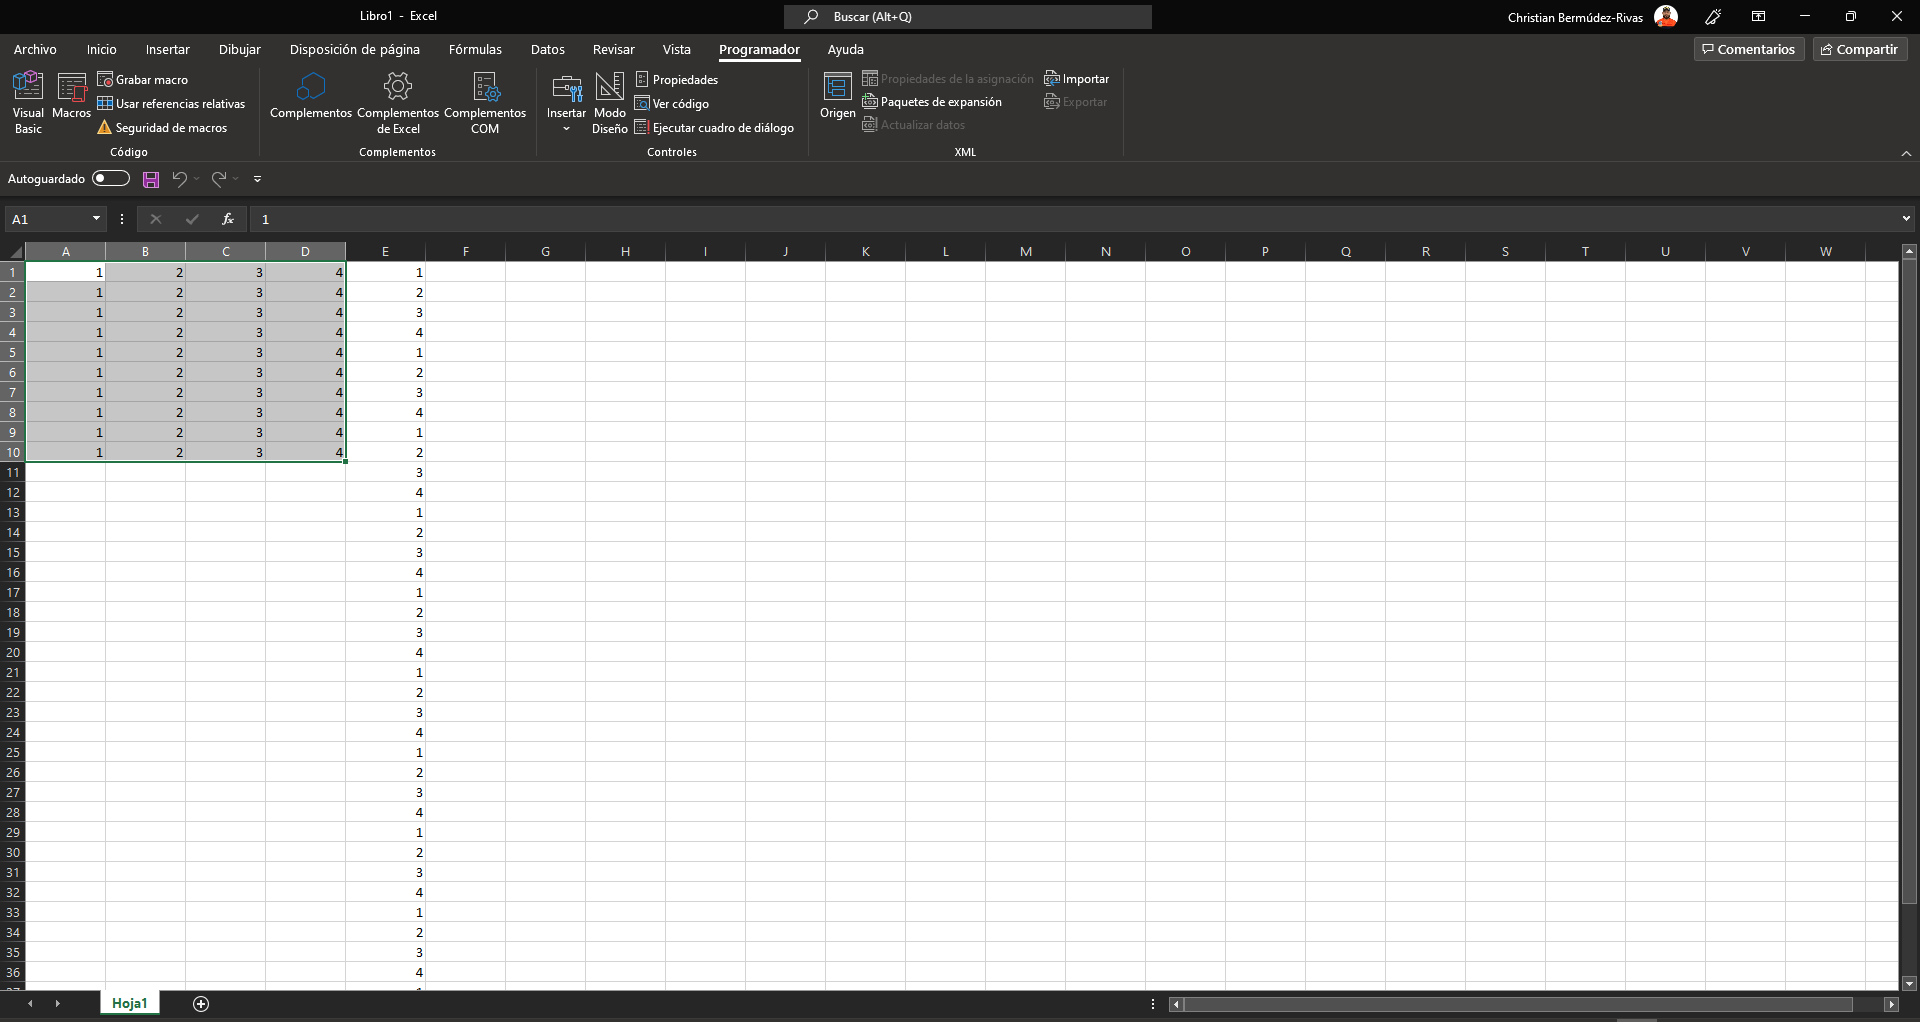 Libro1 - Excel
Buscar (Alt+Q)
Christian Bermúdez-Rivas
Archivo Inicio Insertar Dibujar Disposición de página Fórmulas Datos Revisar Vista Programador Ayuda
Comentarios Compartir
Visual Basic
Macros
Grabar macro
Usar referencias relativas
Seguridad de macros
Código
Complementos
Complementos de Excel
Complementos COM
Complementos
Insertar
Modo Diseño
Propiedades
Ver código
Ejecutar cuadro de diálogo
Controles
Origen
Propiedades de la asignación
Paquetes de expansión
Actualizar datos
Importar
Exportar
XML
Autoguardado
A1 fx 1
A B C D E F G H I J K L M N O P Q R S T U V W
1 1 2 3 4 1
2 1 2 3 4 2
3 1 2 3 4 3
4 1 2 3 4 4
5 1 2 3 4 1
6 1 2 3 4 2
7 1 2 3 4 3
8 1 2 3 4 4
9 1 2 3 4 1
10 1 2 3 4 2
11 3
12 4
13 1
14 2
15 3
16 4
17 1
18 2
19 3
20 4
21 1
22 2
23 3
24 4
25 1
26 2
27 3
28 4
29 1
30 2
31 3
32 4
33 1
34 2
35 3
36 4
Hoja1